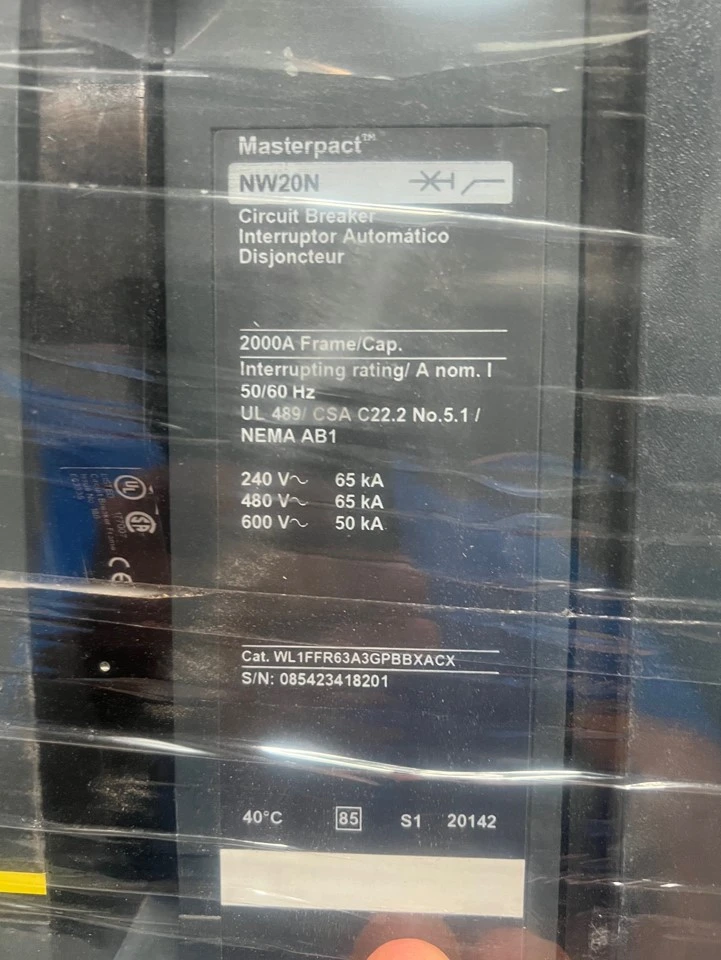 Masterpact™
NW20N
Circuit Breaker
Interruptor Automático
Disjoncteur
2000A Frame/Cap.
Interrupting rating/ A nom. I
50/60 Hz
UL 489/ CSA C22.2 No.5.1 /
NEMA AB1
240 V~ 65 kA
480 V~ 65 kA
600 V~ 50 kA
Cat. WL1FFR63A3GPBBXACX
S/N: 085423418201
40°C 85 S1 20142
UL
CE